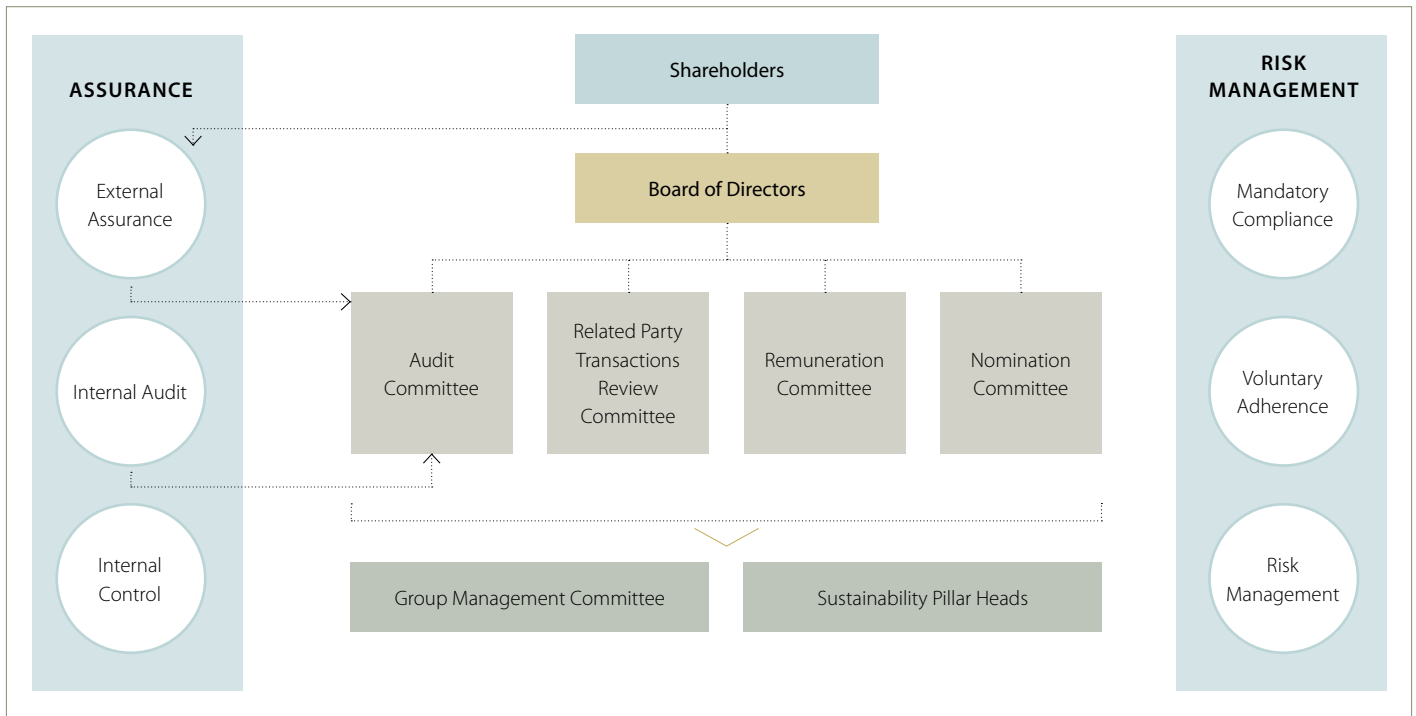 ASSURANCE
External
Assurance
Internal Audit
Internal
Control
Shareholders
Board of Directors
Audit
Committee
Related Party
Transactions
Review
Committee
Remuneration
Committee
Nomination
Committee
Group Management Committee
Sustainability Pillar Heads
RISK
MANAGEMENT
Mandatory
Compliance
Voluntary
Adherence
Risk
Management